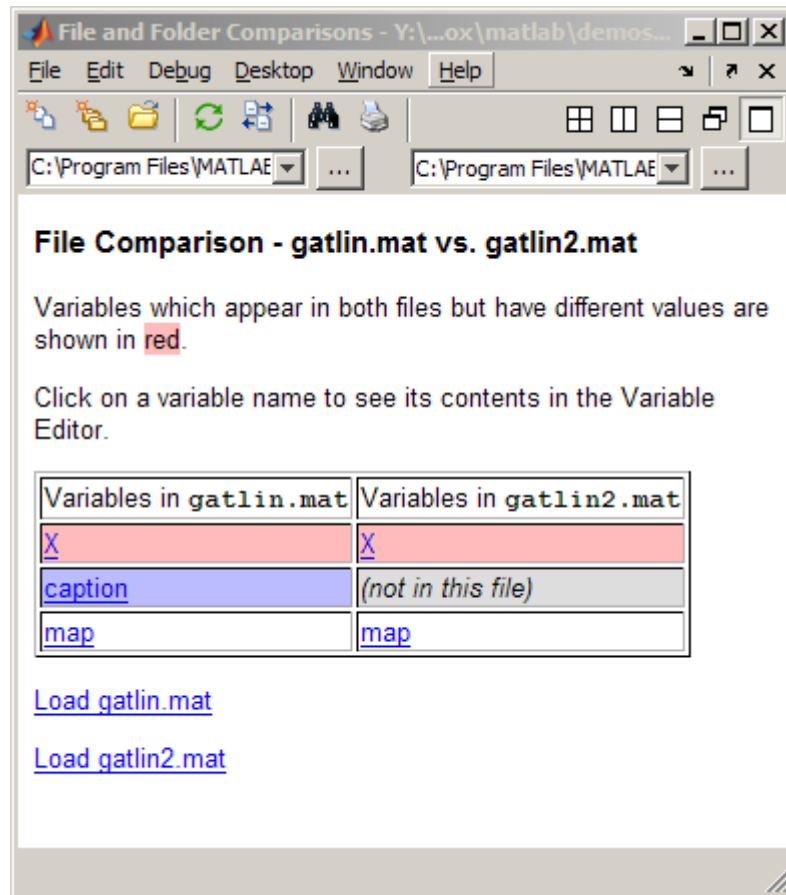 File and Folder Comparisons - Y:\...ox\matlab\demos...
File Edit Debug Desktop Window Help
C:\Program Files\MATLAE ... C:\Program Files\MATLAE ...
File Comparison - gatlin.mat vs. gatlin2.mat
Variables which appear in both files but have different values are
shown in red.
Click on a variable name to see its contents in the Variable
Editor.
Variables in gatlin.mat Variables in gatlin2.mat
X X
caption (not in this file)
map map
Load gatlin.mat
Load gatlin2.mat